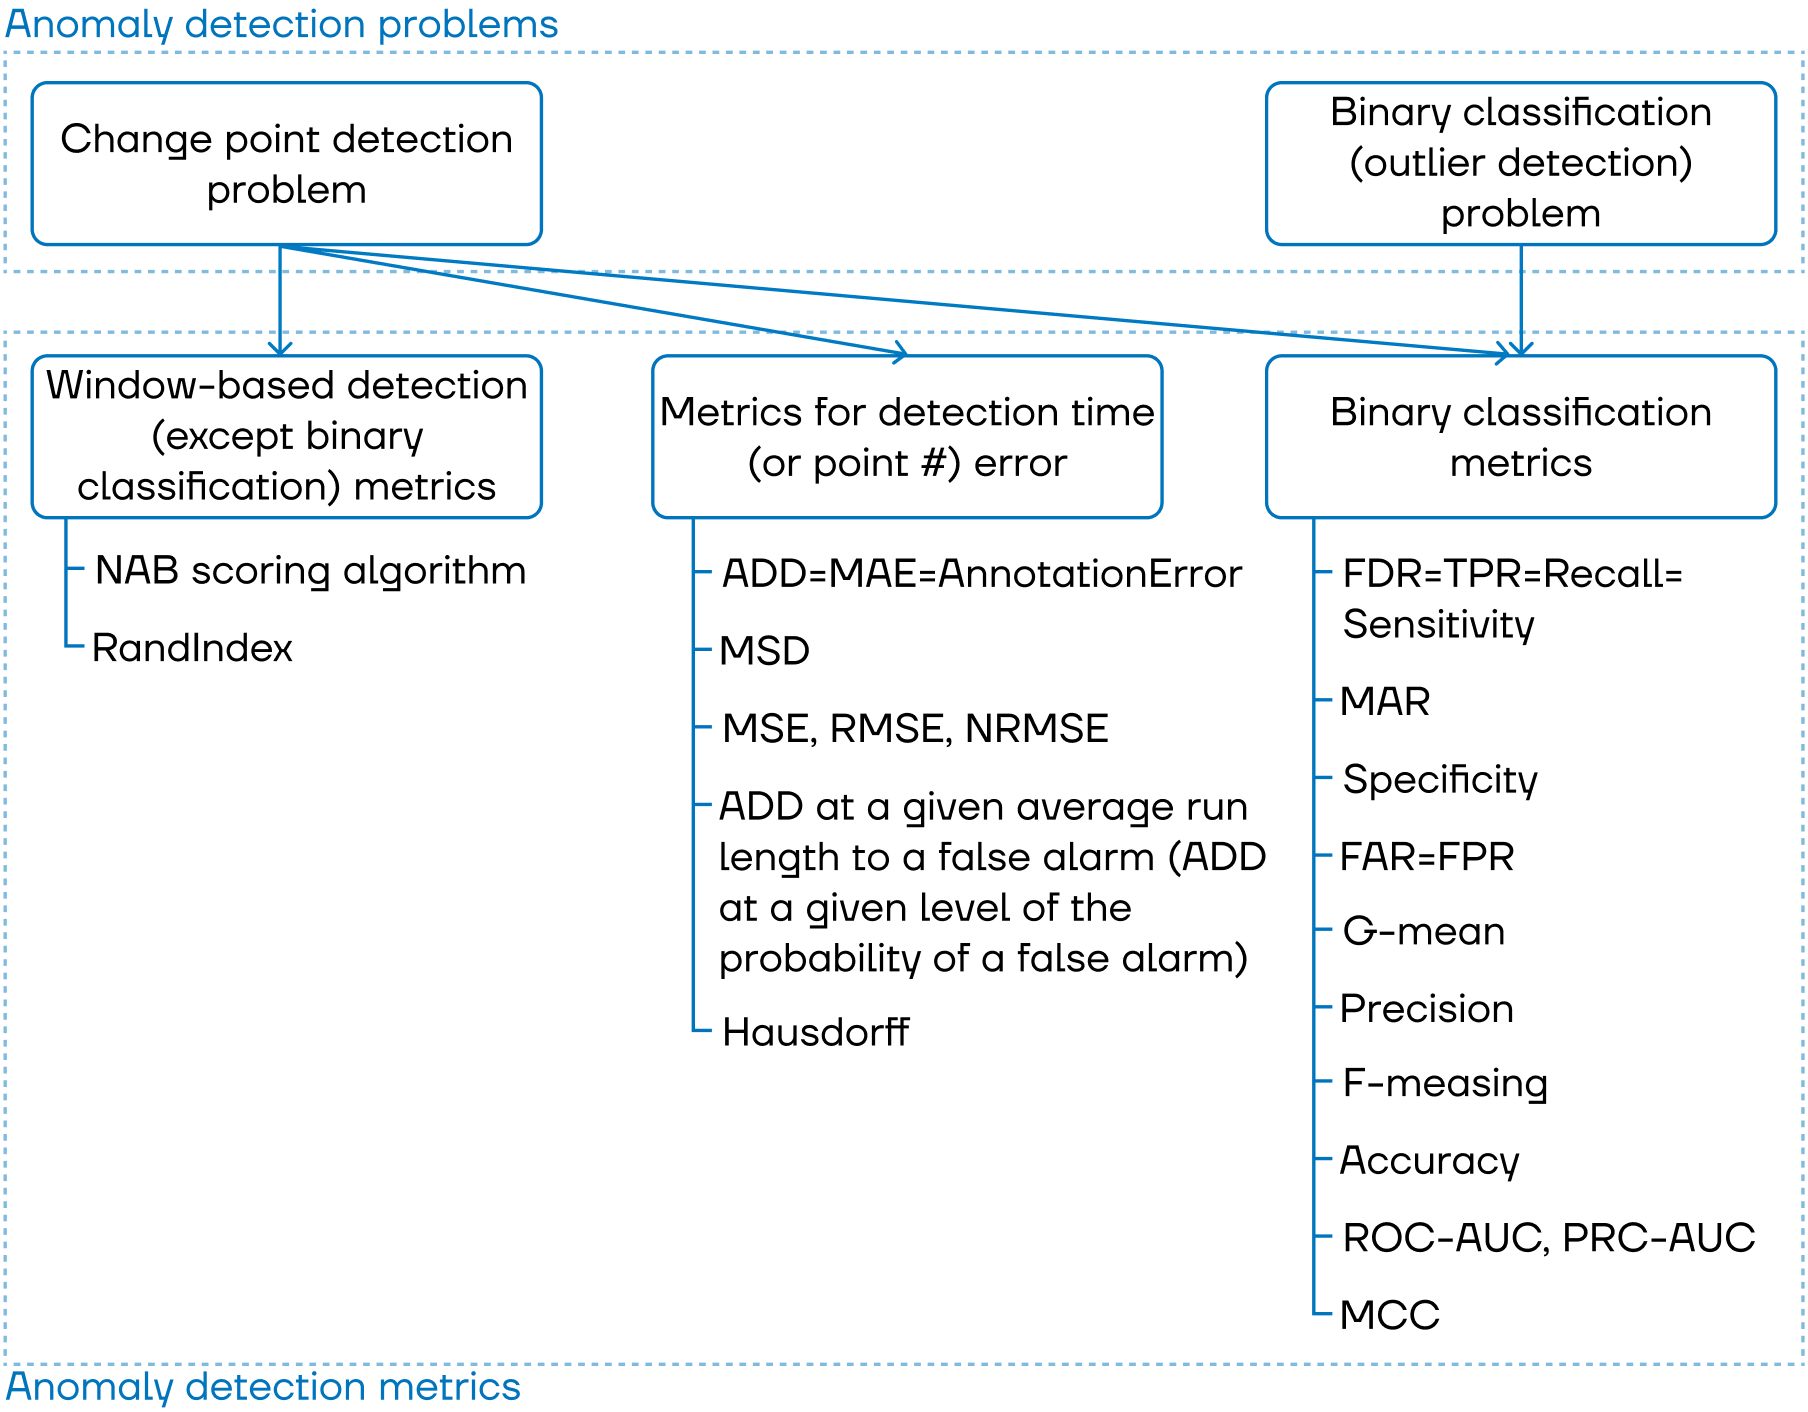 Anomaly detection problems
Change point detection
problem
Binary classification
(outlier detection)
problem
Window-based detection
(except binary
classification) metrics
NAB scoring algorithm
RandIndex
Metrics for detection time
(or point #) error
ADD=MAE=AnnotationError
MSD
MSE, RMSE, NRMSE
ADD at a given average run
length to a false alarm (ADD
at a given level of the
probability of a false alarm)
Hausdorff
Binary classification
metrics
FDR=TPR=Recall=
Sensitivity
MAR
Specificity
FAR=FPR
G-mean
Precision
F-measing
Accuracy
ROC-AUC, PRC-AUC
MCC
Anomaly detection metrics